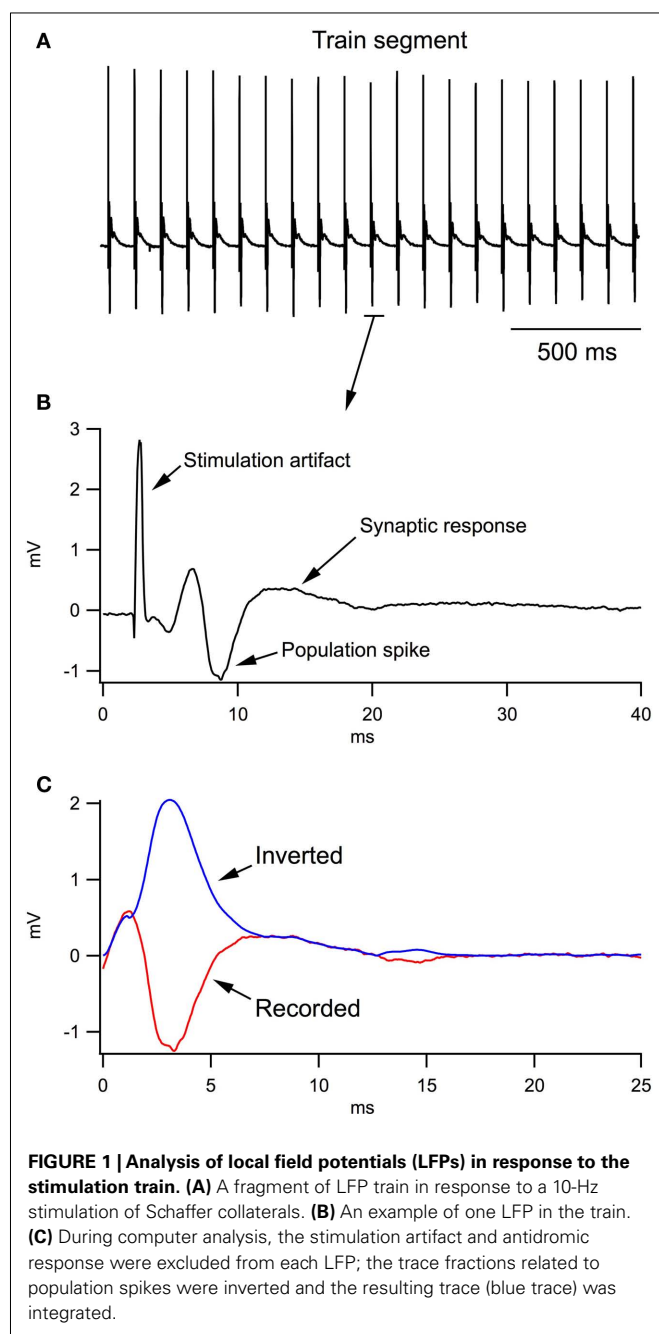 A
Train segment
500 ms
B
3
2
1
0
-1
mV
Stimulation artifact
Synaptic response
Population spike
0
10
20
30
40
ms
C
2
1
0
-1
mV
Inverted
Recorded
0
5
10
15
20
25
ms
FIGURE 1 | Analysis of local field potentials (LFPs) in response to the
stimulation train. (A) A fragment of LFP train in response to a 10-Hz
stimulation of Schaffer collaterals. (B) An example of one LFP in the train.
(C) During computer analysis, the stimulation artifact and antidromic
response were excluded from each LFP; the trace fractions related to
population spikes were inverted and the resulting trace (blue trace) was
integrated.